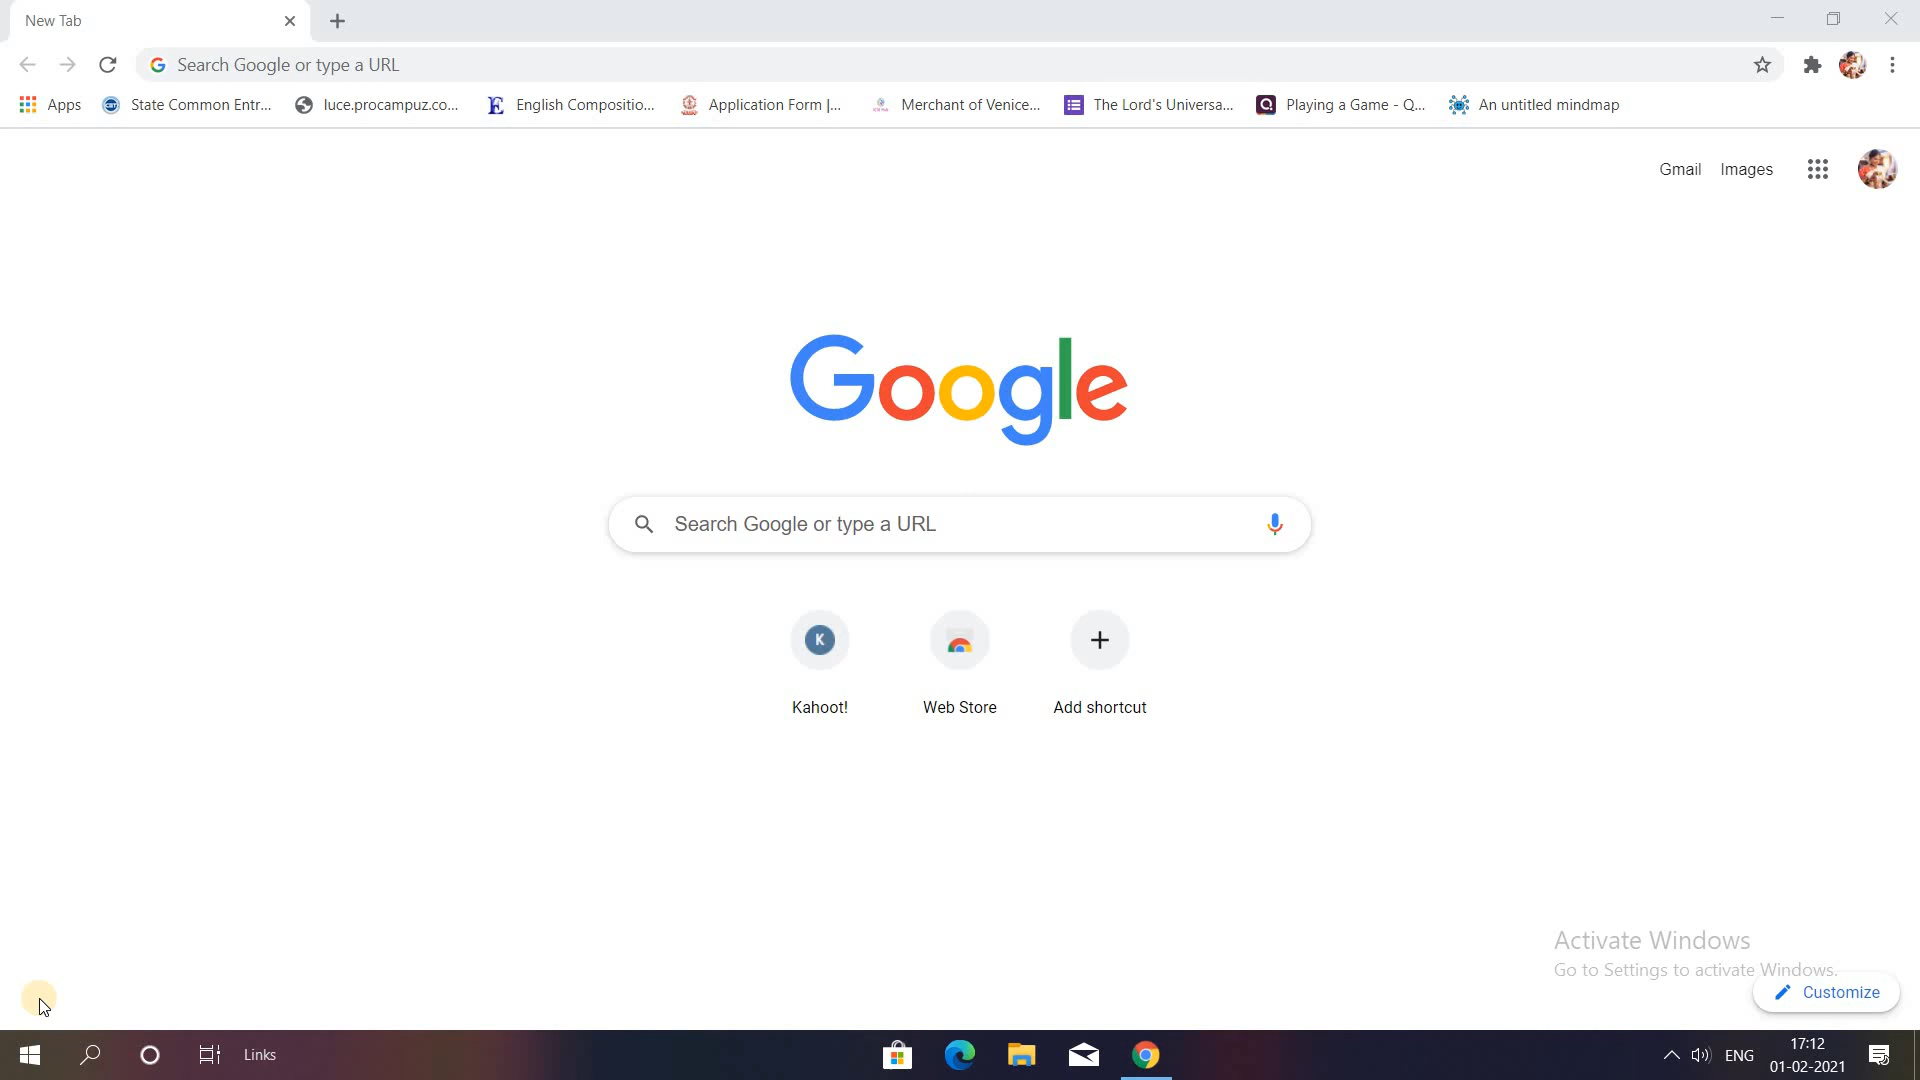 New Tab
Search Google or type a URL
Apps
State Common Entr...
luce.procampuz.co...
English Compositio...
Application Form |...
Merchant of Venice...
The Lord's Universa...
Playing a Game - Q...
An untitled mindmap
Gmail
Images
Google
Search Google or type a URL
K
Kahoot!
Web Store
Add shortcut
Activate Windows
Go to Settings to activate Windows.
Customize
Links
ENG
17:12
01-02-2021